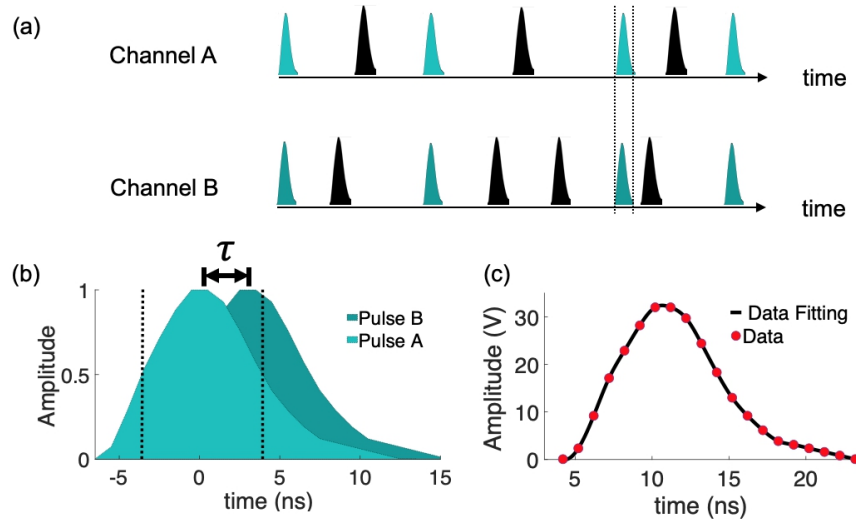 (a)
Channel A
time
Channel B
time
(b)
τ
1
0.5
0
Amplitude
Pulse B
Pulse A
-5
0
5
10
15
time (ns)
(c)
30
20
10
0
Amplitude (V)
Data Fitting
Data
5
10
15
20
time (ns)